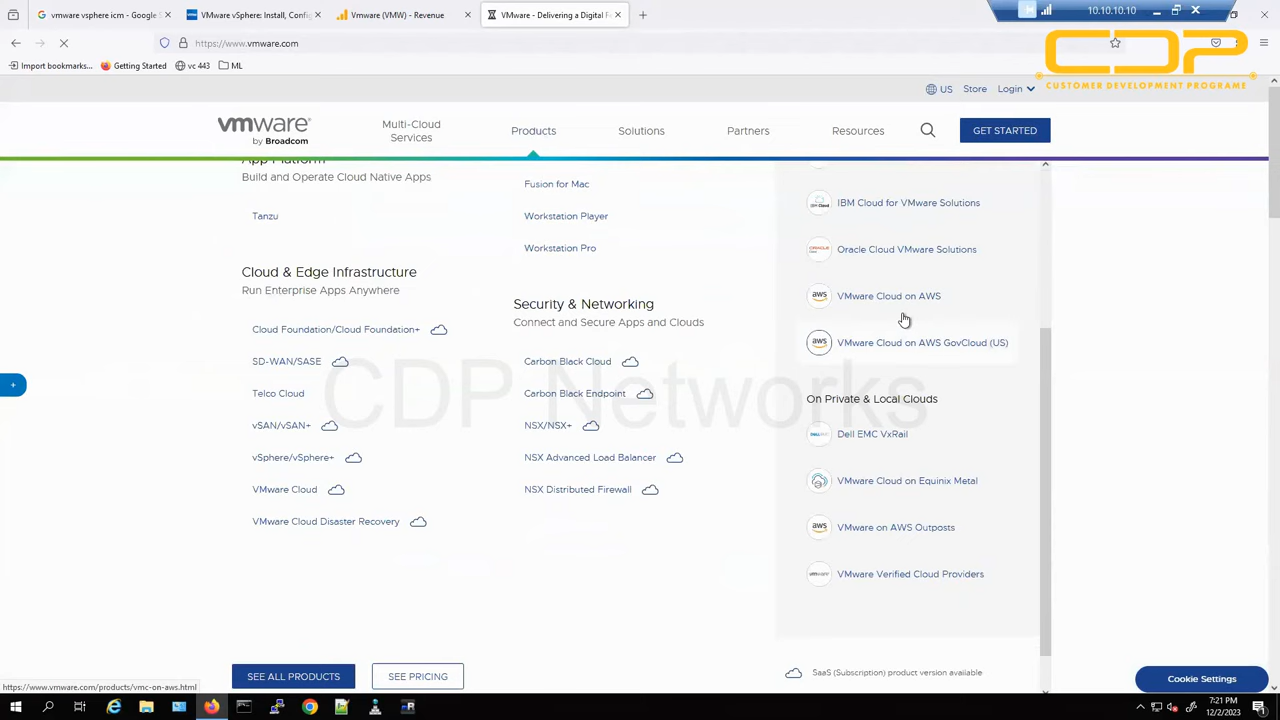 vmware vsphere icm - Google S
VMware vSphere: Install, Config
Vmware (VMW) - Revenue
VMware - Delivering a Digital F
10.10.10.10
https://www.vmware.com
Import bookmarks...
Getting Started
vc 443
ML
CDP
CUSTOMER DEVELOPMENT PROGRAME
US
Store
Login
vmware
by Broadcom
Multi-Cloud
Services
Products
Solutions
Partners
Resources
GET STARTED
App Platform
Build and Operate Cloud Native Apps
Tanzu
Cloud & Edge Infrastructure
Run Enterprise Apps Anywhere
Cloud Foundation/Cloud Foundation+
SD-WAN/SASE
Telco Cloud
vSAN/vSAN+
vSphere/vSphere+
VMware Cloud
VMware Cloud Disaster Recovery
Fusion for Mac
Workstation Player
Workstation Pro
Security & Networking
Connect and Secure Apps and Clouds
Carbon Black Cloud
Carbon Black Endpoint
NSX/NSX+
NSX Advanced Load Balancer
NSX Distributed Firewall
IBM Cloud for VMware Solutions
Oracle Cloud VMware Solutions
aws VMware Cloud on AWS
aws VMware Cloud on AWS GovCloud (US)
On Private & Local Clouds
Dell EMC VxRail
VMware Cloud on Equinix Metal
aws VMware on AWS Outposts
vmware VMware Verified Cloud Providers
CDP Networks
SEE ALL PRODUCTS
SEE PRICING
SaaS (Subscription) product version available
Cookie Settings
https://www.vmware.com/products/vmc-on-aws.html
7:21 PM
12/2/2023